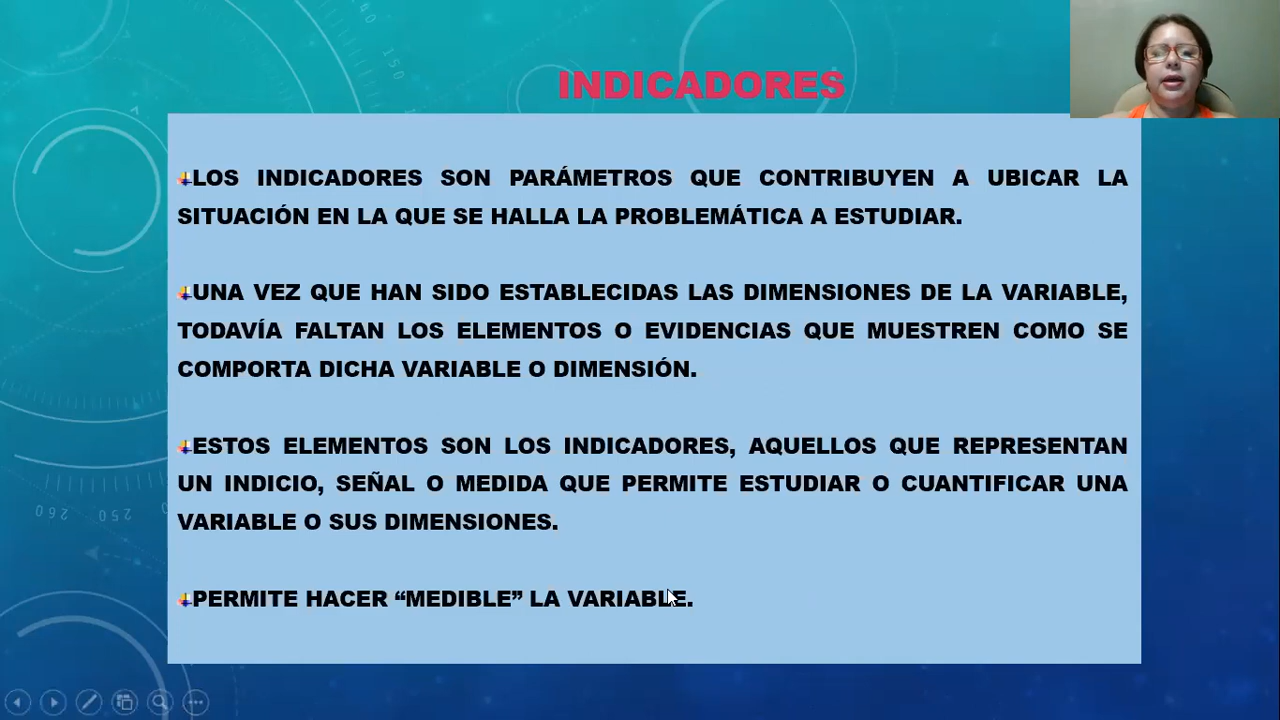 INDICADORES
LOS INDICADORES SON PARÁMETROS QUE CONTRIBUYEN A UBICAR LA
SITUACIÓN EN LA QUE SE HALLA LA PROBLEMÁTICA A ESTUDIAR.
UNA VEZ QUE HAN SIDO ESTABLECIDAS LAS DIMENSIONES DE LA VARIABLE,
TODAVÍA FALTAN LOS ELEMENTOS O EVIDENCIAS QUE MUESTREN COMO SE
COMPORTA DICHA VARIABLE O DIMENSIÓN.
ESTOS ELEMENTOS SON LOS INDICADORES, AQUELLOS QUE REPRESENTAN
UN INDICIO, SEÑAL O MEDIDA QUE PERMITE ESTUDIAR O CUANTIFICAR UNA
VARIABLE O SUS DIMENSIONES.
PERMITE HACER “MEDIBLE” LA VARIABLE.
150
260
250